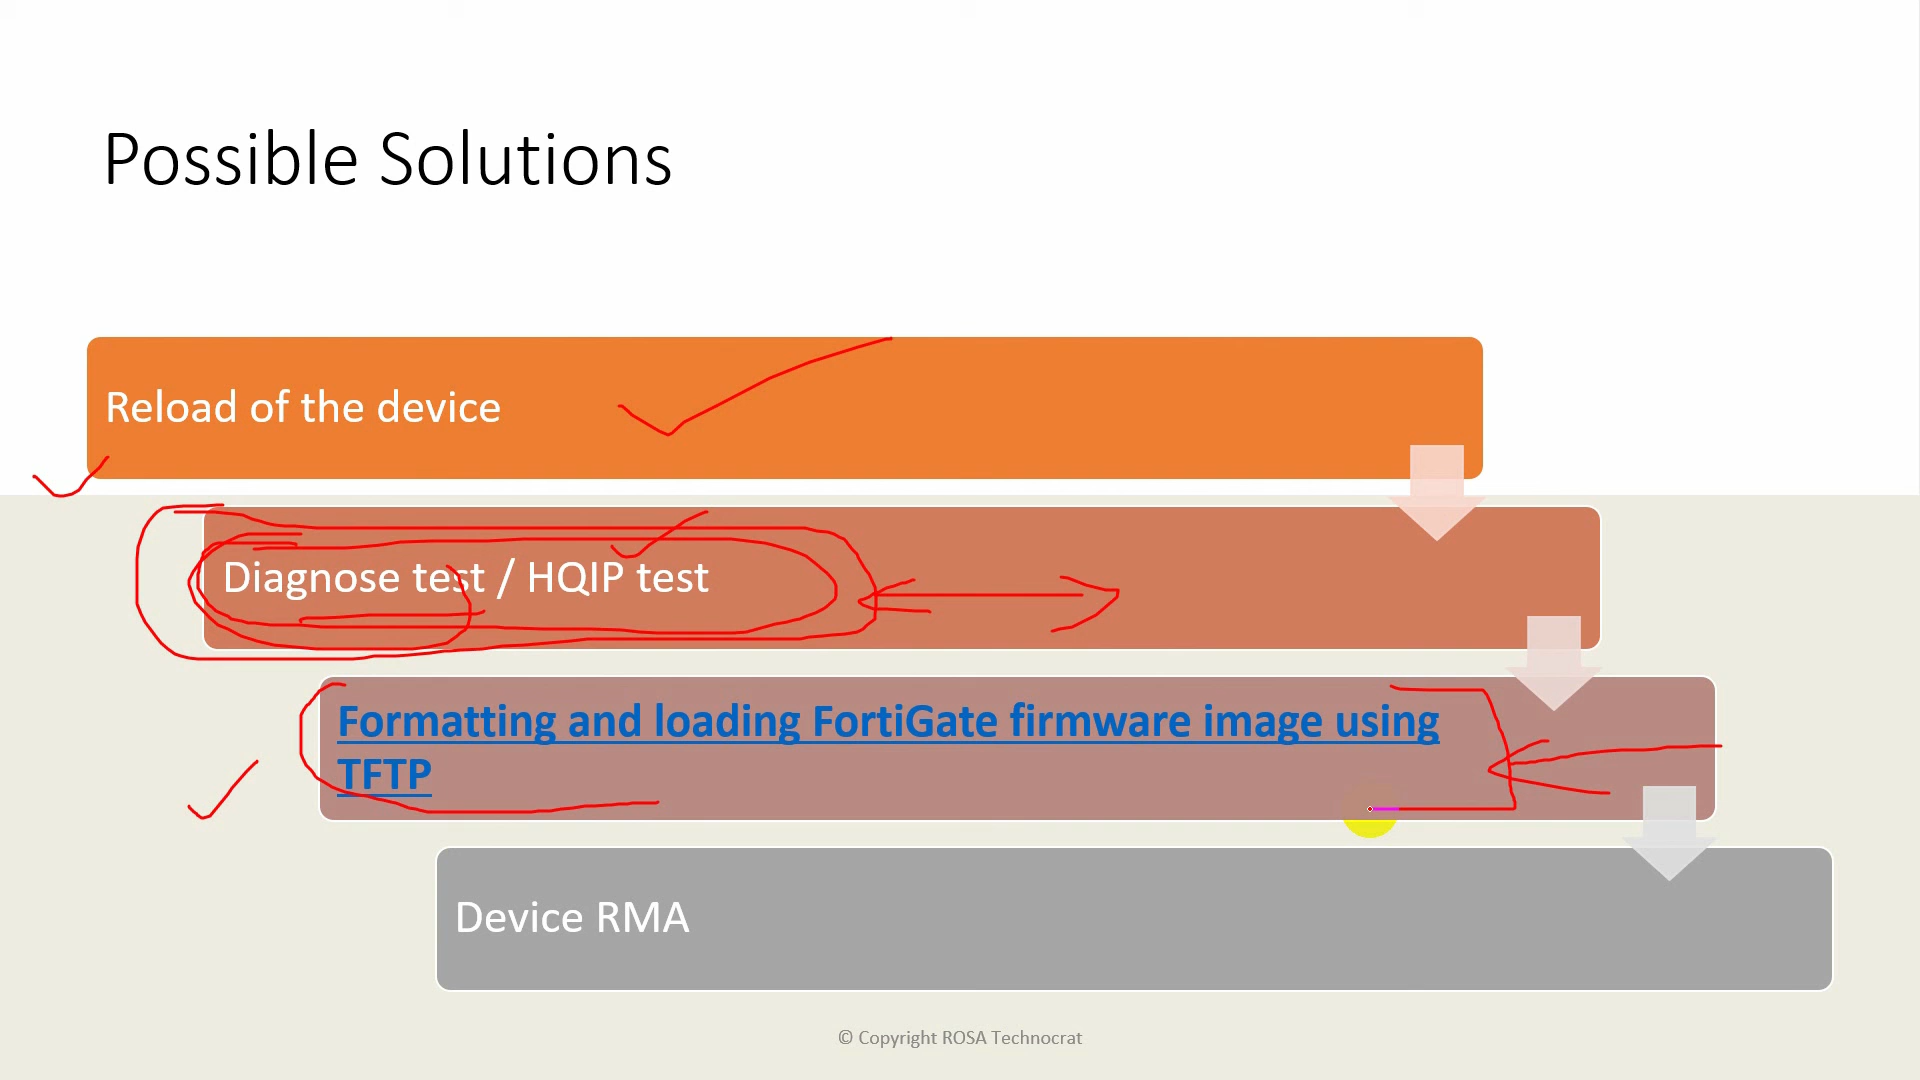 Possible Solutions
Reload of the device
Diagnose test / HQIP test
Formatting and loading FortiGate firmware image using
TFTP
Device RMA
© Copyright ROSA Technocrat